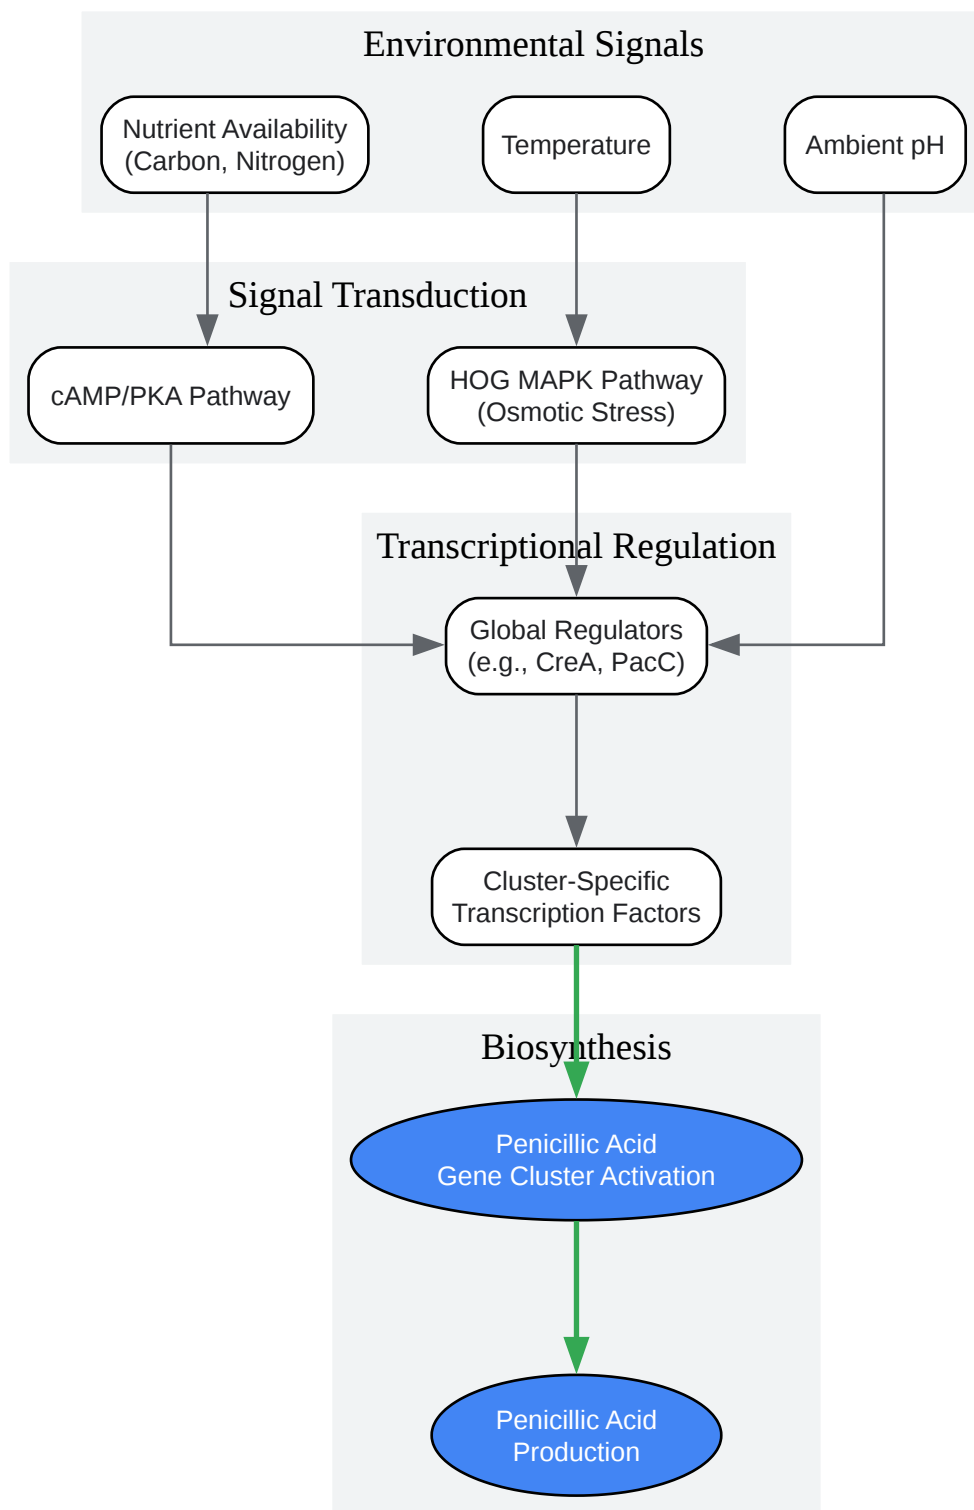 Environmental Signals
Nutrient Availability
(Carbon, Nitrogen)
Temperature
Ambient pH
Signal Transduction
cAMP/PKA Pathway
HOG MAPK Pathway
(Osmotic Stress)
Transcriptional Regulation
Global Regulators
(e.g., CreA, PacC)
Cluster-Specific
Transcription Factors
Biosynthesis
Penicillic Acid
Gene Cluster Activation
Penicillic Acid
Production